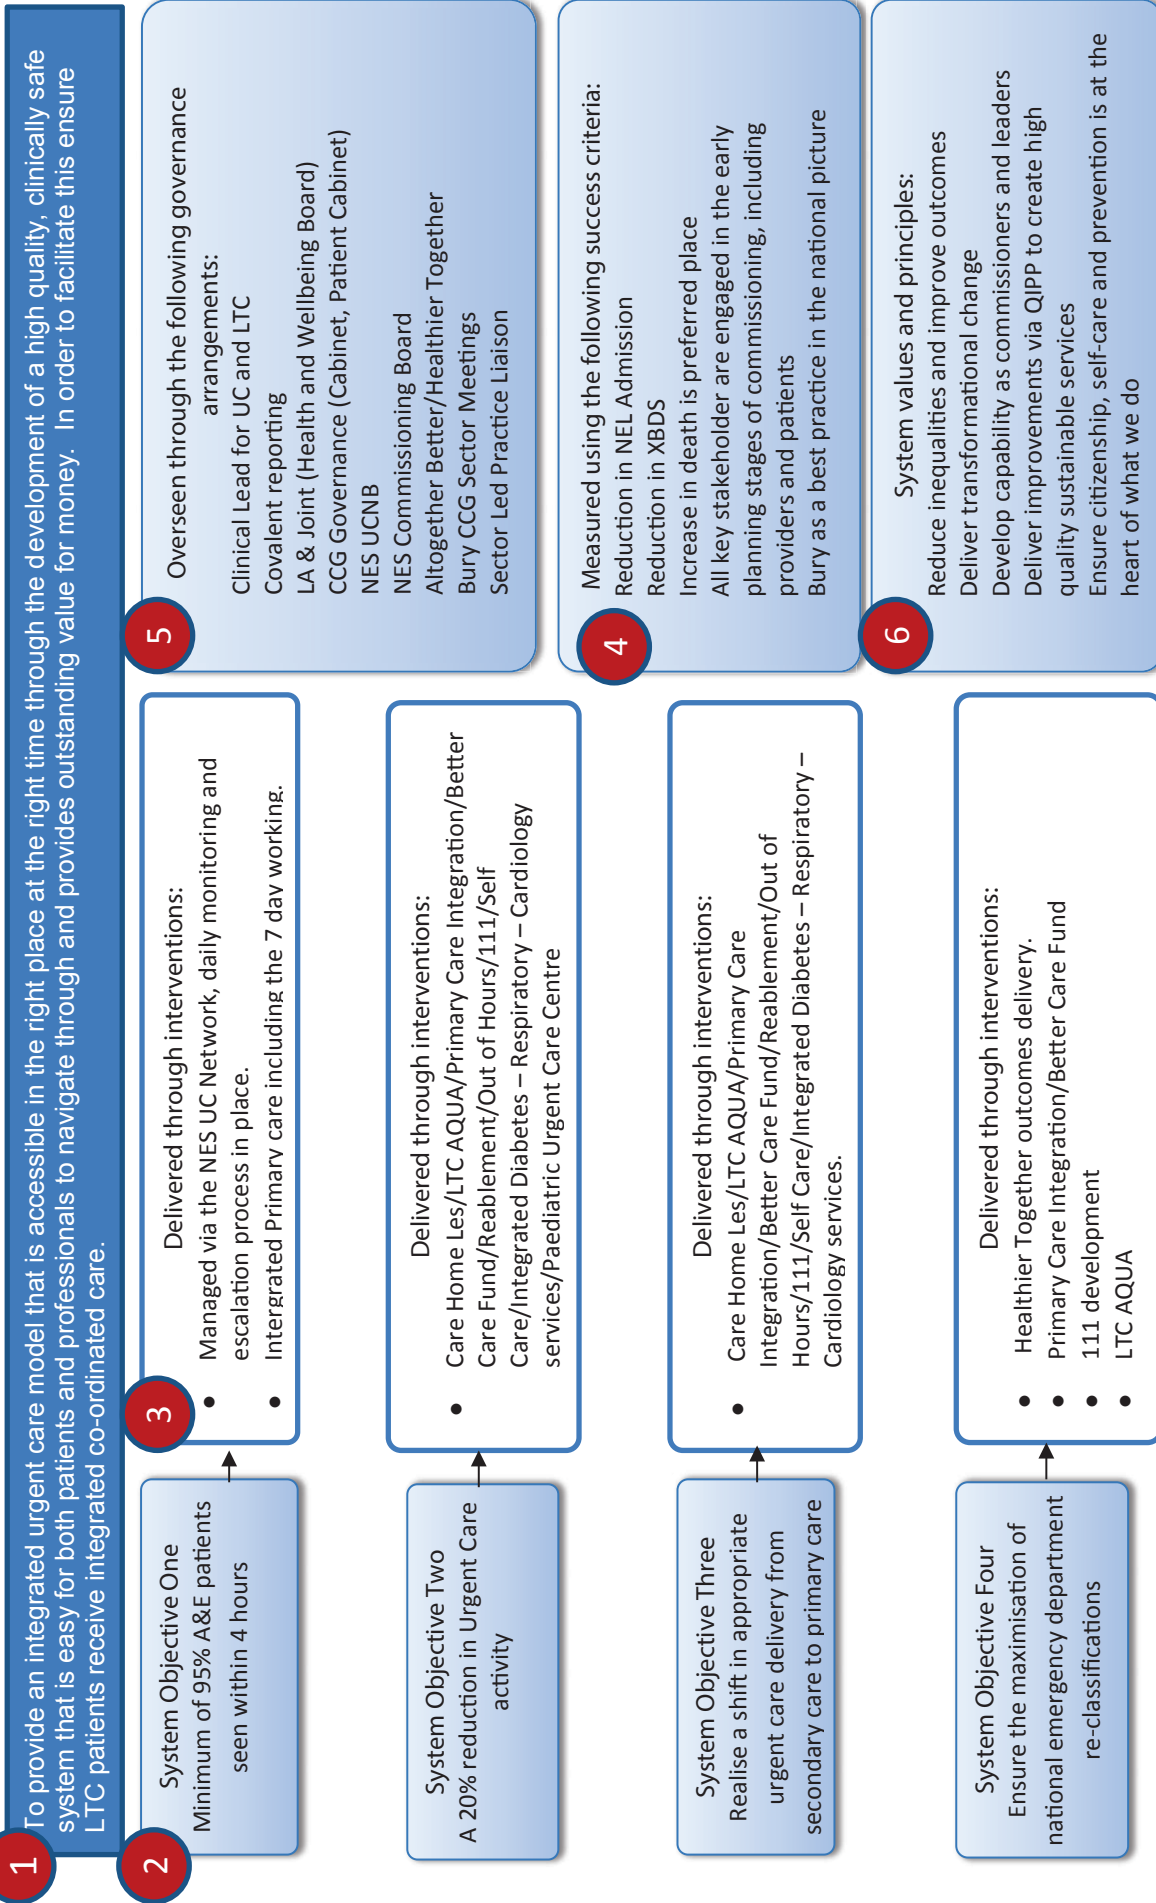 1
To provide an integrated urgent care model that is accessible in the right place at the right time through the development of a high quality, clinically safe
system that is easy for both patients and professionals to navigate through and provides outstanding value for money.  In order to facilitate this ensure
LTC patients receive integrated co-ordinated care.
2
System Objective One
Minimum of 95% A&E patients
seen within 4 hours
3
Delivered through interventions:
• Managed via the NES UC Network, daily monitoring and
escalation process in place.
• Intergrated Primary care including the 7 day working.
System Objective Two
A 20% reduction in Urgent Care
activity
Delivered through interventions:
• Care Home Les/LTC AQUA/Primary Care Integration/Better
Care Fund/Reablement/Out of Hours/111/Self
Care/Integrated Diabetes – Respiratory – Cardiology
services/Paediatric Urgent Care Centre
System Objective Three
Realise a shift in appropriate
urgent care delivery from
secondary care to primary care
Delivered through interventions:
• Care Home Les/LTC AQUA/Primary Care
Integration/Better Care Fund/Reablement/Out of
Hours/111/Self Care/Integrated Diabetes – Respiratory –
Cardiology services.
System Objective Four
Ensure the maximisation of
national emergency department
re-classifications
Delivered through interventions:
• Healthier Together outcomes delivery.
• Primary Care Integration/Better Care Fund
• 111 development
• LTC AQUA
5
Overseen through the following governance
arrangements:
Clinical Lead for UC and LTC
Covalent reporting
LA & Joint (Health and Wellbeing Board)
CCG Governance (Cabinet, Patient Cabinet)
NES UCNB
NES Commissioning Board
Altogether Better/Healthier Together
Bury CCG Sector Meetings
Sector Led Practice Liaison
4
Measured using the following success criteria:
Reduction in NEL Admission
Reduction in XBDS
Increase in death is preferred place
All key stakeholder are engaged in the early
planning stages of commissioning, including
providers and patients
Bury as a best practice in the national picture
6
System values and principles:
Reduce inequalities and improve outcomes
Deliver transformational change
Develop capability as commissioners and leaders
Deliver improvements via QIPP to create high
quality sustainable services
Ensure citizenship, self-care and prevention is at the
heart of what we do